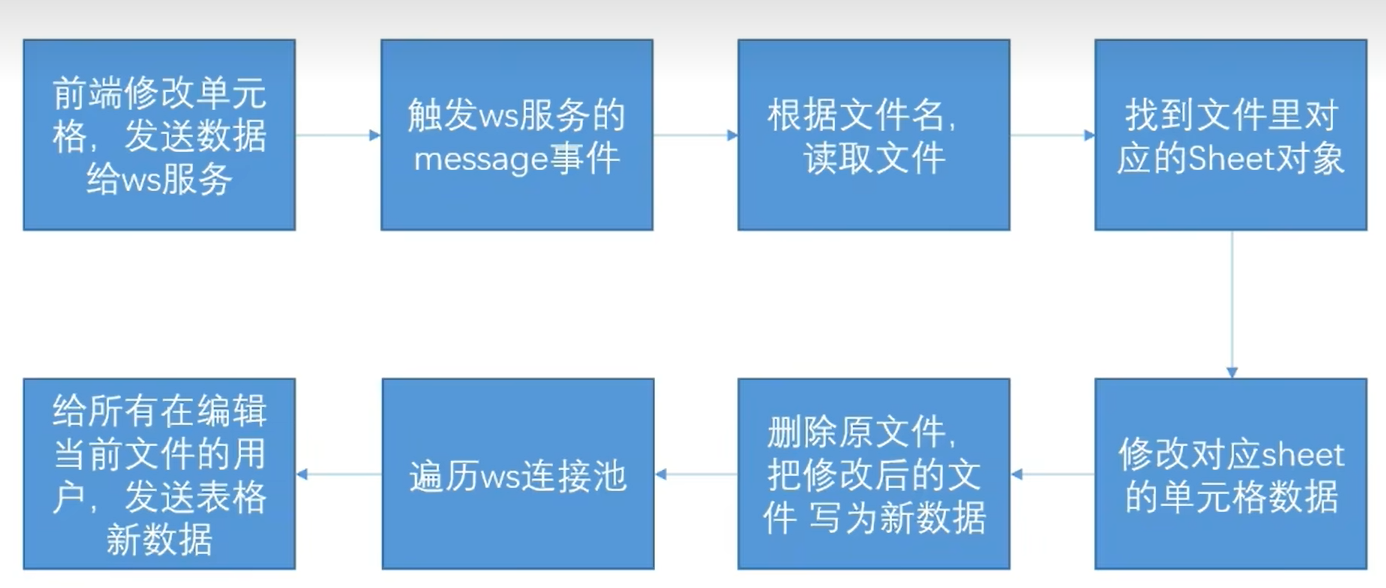 前端修改单元
格，发送数据
给ws服务
触发ws服务的
message事件
根据文件名，
读取文件
找到文件里对
应的Sheet对象
修改对应sheet
的单元格数据
删除原文件，
把修改后的文
件 写为新数据
遍历ws连接池
给所有在编辑
当前文件的用
户，发送表格
新数据